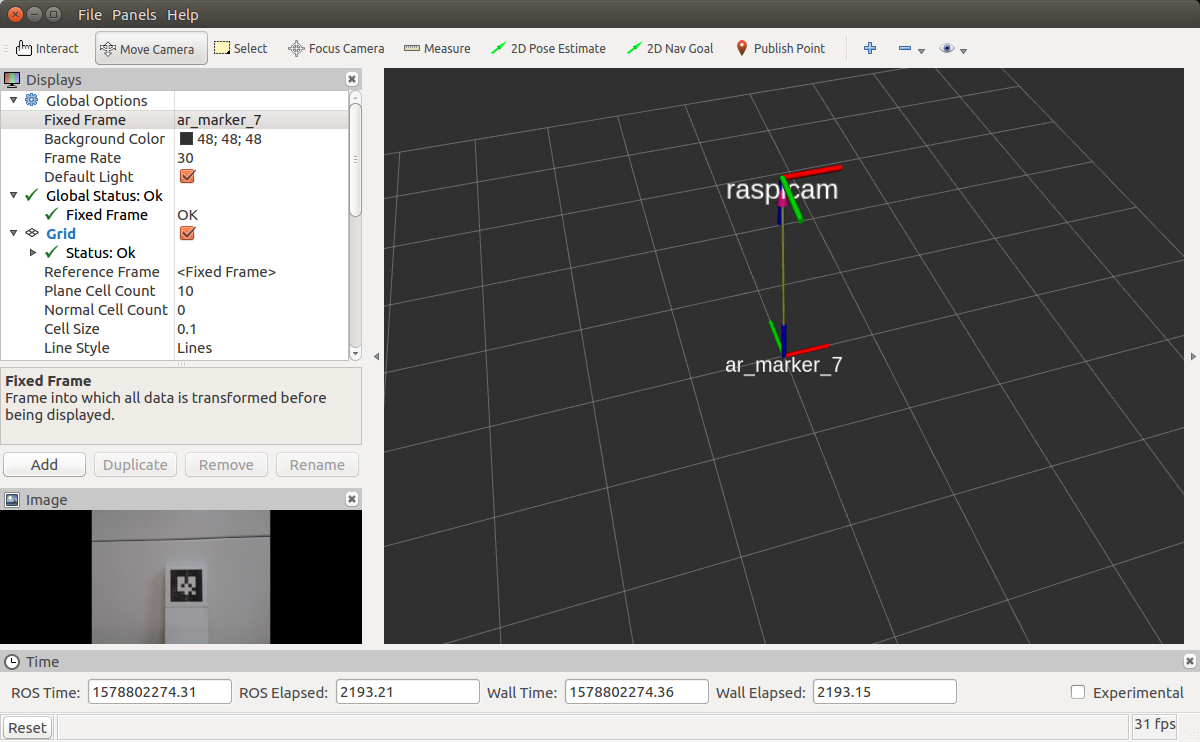 File Panels Help
Interact Move Camera Select Focus Camera Measure 2D Pose Estimate 2D Nav Goal Publish Point
Displays
Global Options
Fixed Frame ar_marker_7
Background Color 48; 48; 48
Frame Rate 30
Default Light
Global Status: Ok
Fixed Frame OK
Grid
Status: Ok
Reference Frame <Fixed Frame>
Plane Cell Count 10
Normal Cell Count 0
Cell Size 0.1
Line Style Lines
Fixed Frame
Frame into which all data is transformed before
being displayed.
Add Duplicate Remove Rename
Image
raspicam
ar_marker_7
Time
ROS Time: 1578802274.31 ROS Elapsed: 2193.21 Wall Time: 1578802274.36 Wall Elapsed: 2193.15 Experimental
Reset 31 fps